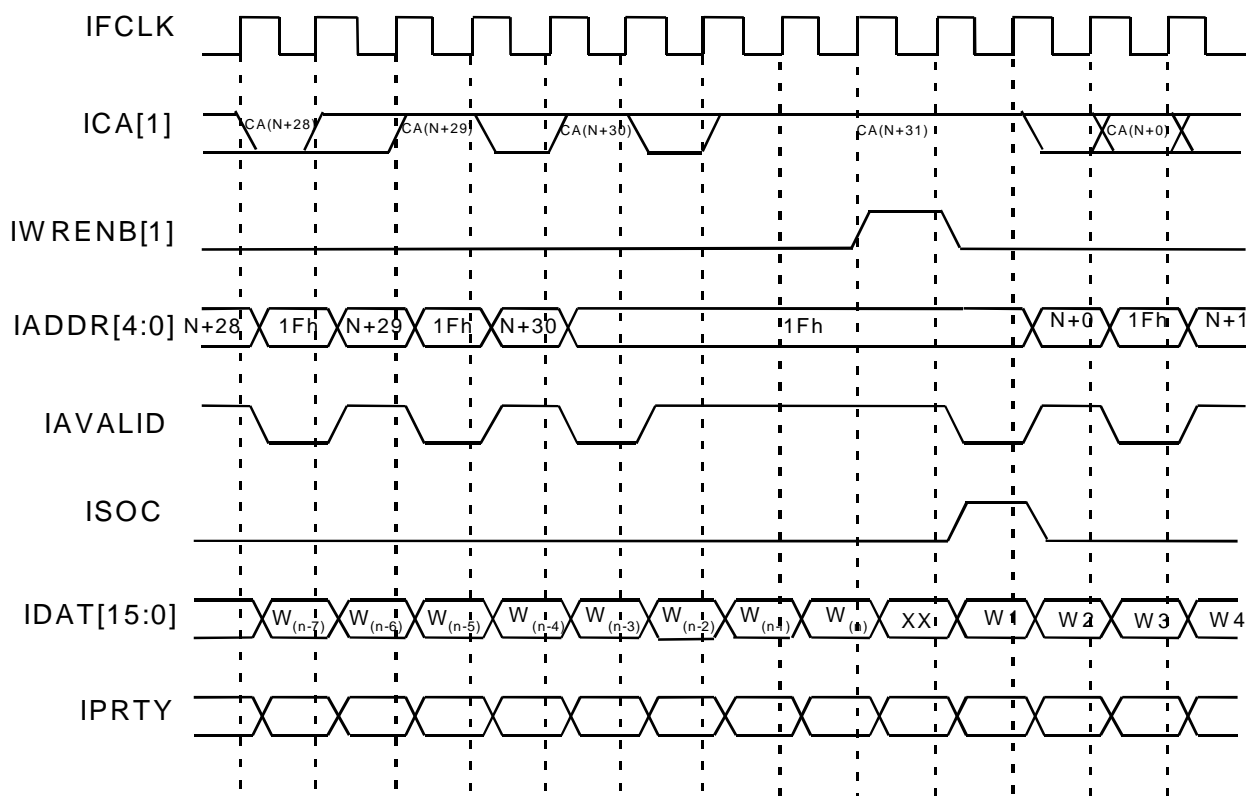 IFCLK
ICA[1] CA(N+28) CA(N+29) CA(N+30) CA(N+31) CA(N+0)
IWRENB[1]
IADDR[4:0] N+28 1Fh N+29 1Fh N+30 1Fh N+0 1Fh N+1
IAVALID
ISOC
IDAT[15:0] W(n-7) W(n-6) W(n-5) W(n-4) W(n-3) W(n-2) W(n-1) W(n) XX W1 W2 W3 W4
IPRTY